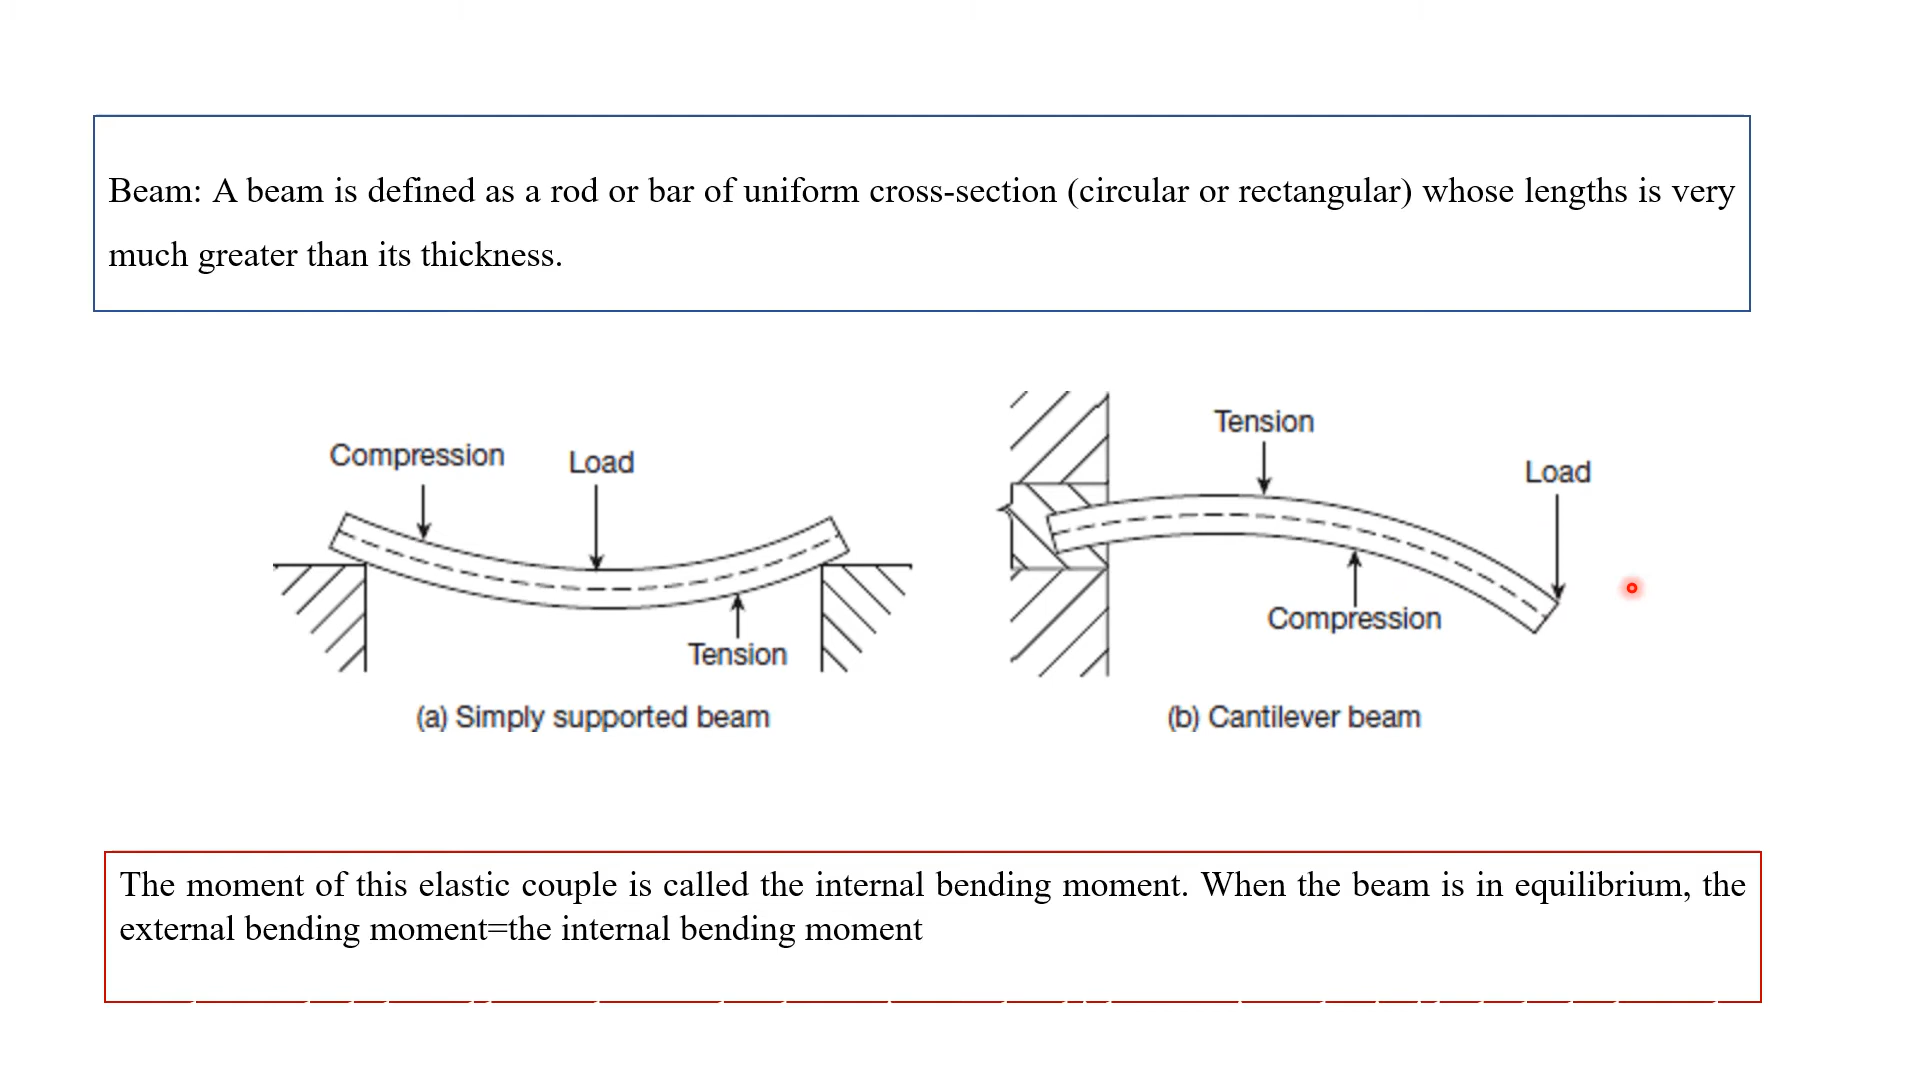 Beam: A beam is defined as a rod or bar of uniform cross-section (circular or rectangular) whose lengths is very
much greater than its thickness.
Compression
Load
Tension
(a) Simply supported beam
Tension
Load
Compression
(b) Cantilever beam
The moment of this elastic couple is called the internal bending moment. When the beam is in equilibrium, the
external bending moment=the internal bending moment